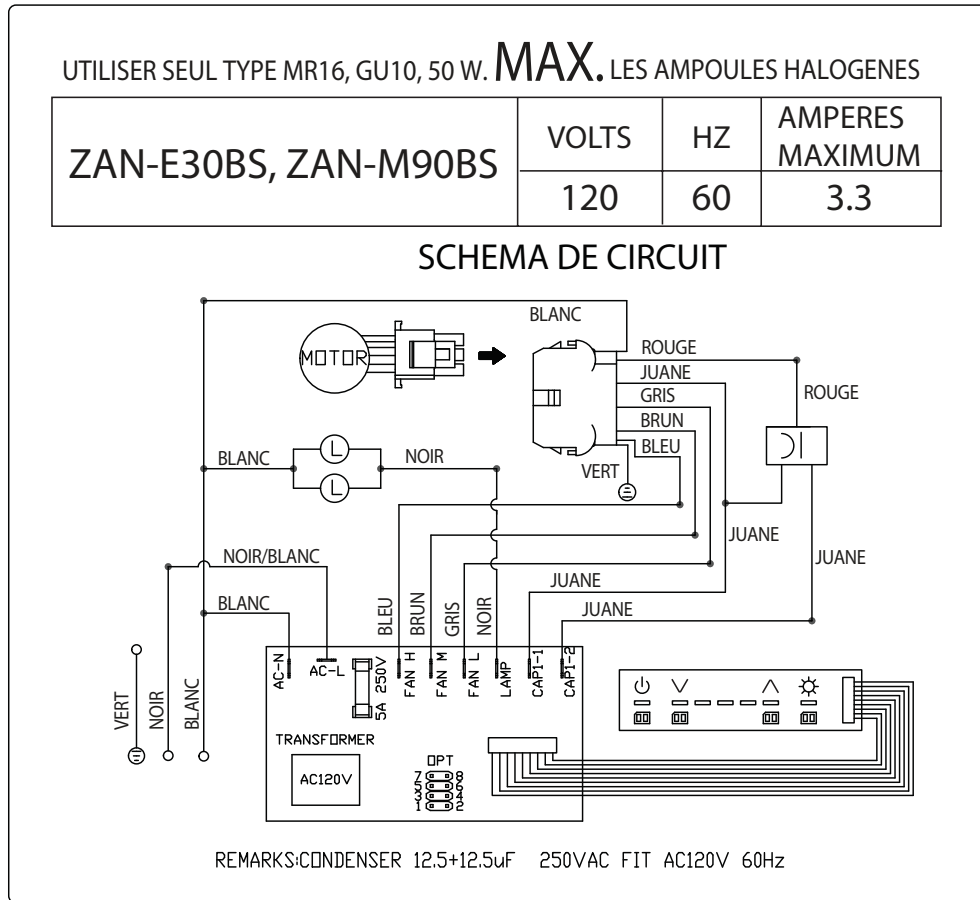 UTILISER SEUL TYPE MR16, GU10, 50 W. MAX. LES AMPOULES HALOGENES
ZAN-E30BS, ZAN-M90BS
VOLTS
HZ
AMPERES
MAXIMUM
120
60
3.3
SCHEMA DE CIRCUIT
BLANC
MOTOR
ROUGE
JUANE
GRIS
BRUN
BLEU
VERT
ROUGE
BLANC
L
L
NOIR
JUANE
JUANE
NOIR/BLANC
BLANC
JUANE
JUANE
BLEU
BRUN
GRIS
NOIR
VERT
NOIR
BLANC
AC-N
AC-L
5A 250V
FAN H
FAN M
FAN L
LAMP
CAP1-1
CAP1-2
TRANSFORMER
AC120V
OPT
7 8
5 6
3 4
1 2
REMARKS:CONDENSER 12.5+12.5uF 250VAC FIT AC120V 60Hz